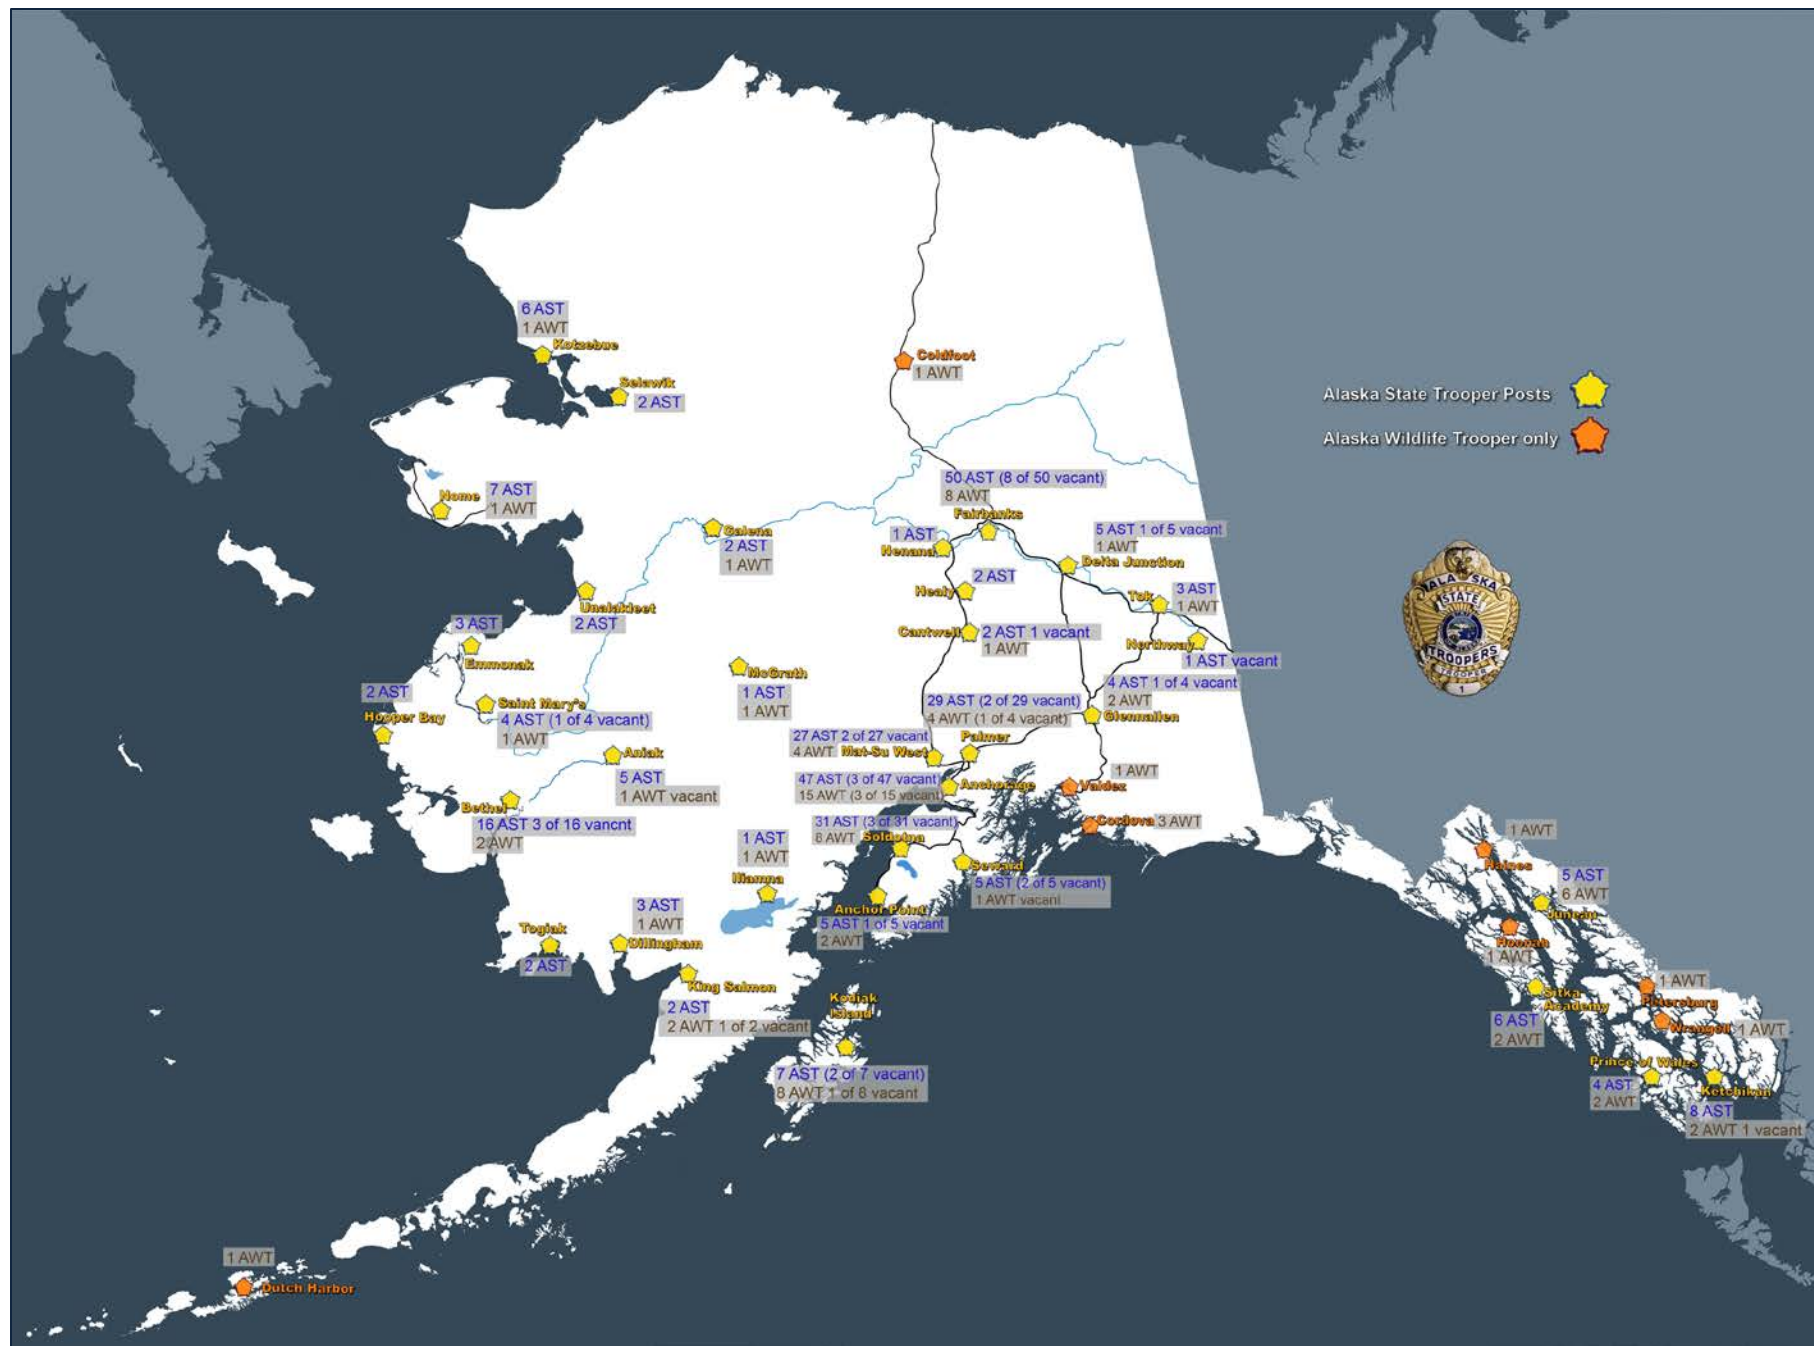 6 AST
1 AWT
Kotzebue
Selawik
2 AST
Coldfoot
1 AWT
Alaska State Trooper Posts
Alaska Wildlife Trooper only
Nome
7 AST
1 AWT
50 AST (8 of 50 vacant)
8 AWT
Fairbanks
Galena
2 AST
1 AWT
1 AST
Nenana
5 AST 1 of 5 vacant
1 AWT
Delta Junction
Healy
2 AST
Tok
3 AST
1 AWT
Unalakleet
2 AST
3 AST
Emmonak
Cantwell
2 AST 1 vacant
1 AWT
Northway
1 AST vacant
McGrath
1 AST
1 AWT
2 AST
Hooper Bay
Saint Mary's
4 AST (1 of 4 vacant)
1 AWT
4 AST 1 of 4 vacant
2 AWT
Glennallen
29 AST (2 of 29 vacant)
4 AWT (1 of 4 vacant)
Palmer
27 AST 2 of 27 vacant
4 AWT
Mat-Su West
Aniak
5 AST
1 AWT vacant
47 AST (3 of 47 vacant)
15 AWT (3 of 15 vacant)
Anchorage
1 AWT
Valdez
Bethel
16 AST 3 of 16 vancnt
2 AWT
31 AST (3 of 31 vacant)
8 AWT
Soldotna
Cordova
3 AWT
1 AST
1 AWT
Iliamna
Seward
5 AST (2 of 5 vacant)
1 AWT vacant
Anchor Point
5 AST 1 of 5 vacant
2 AWT
3 AST
1 AWT
Dillingham
Togiak
2 AST
King Salmon
2 AST
2 AWT 1 of 2 vacant
Kodiak
Island
7 AST (2 of 7 vacant)
8 AWT 1 of 8 vacant
1 AWT
Haines
5 AST
6 AWT
Juneau
Hoonah
1 AWT
Sitka
Academy
6 AST
2 AWT
1 AWT
Petersburg
Wrangell
1 AWT
Prince of Wales
4 AST
2 AWT
Ketchikan
8 AST
2 AWT 1 vacant
1 AWT
Dutch Harbor
ALASKA
STATE
TROOPERS
TROOPER
1